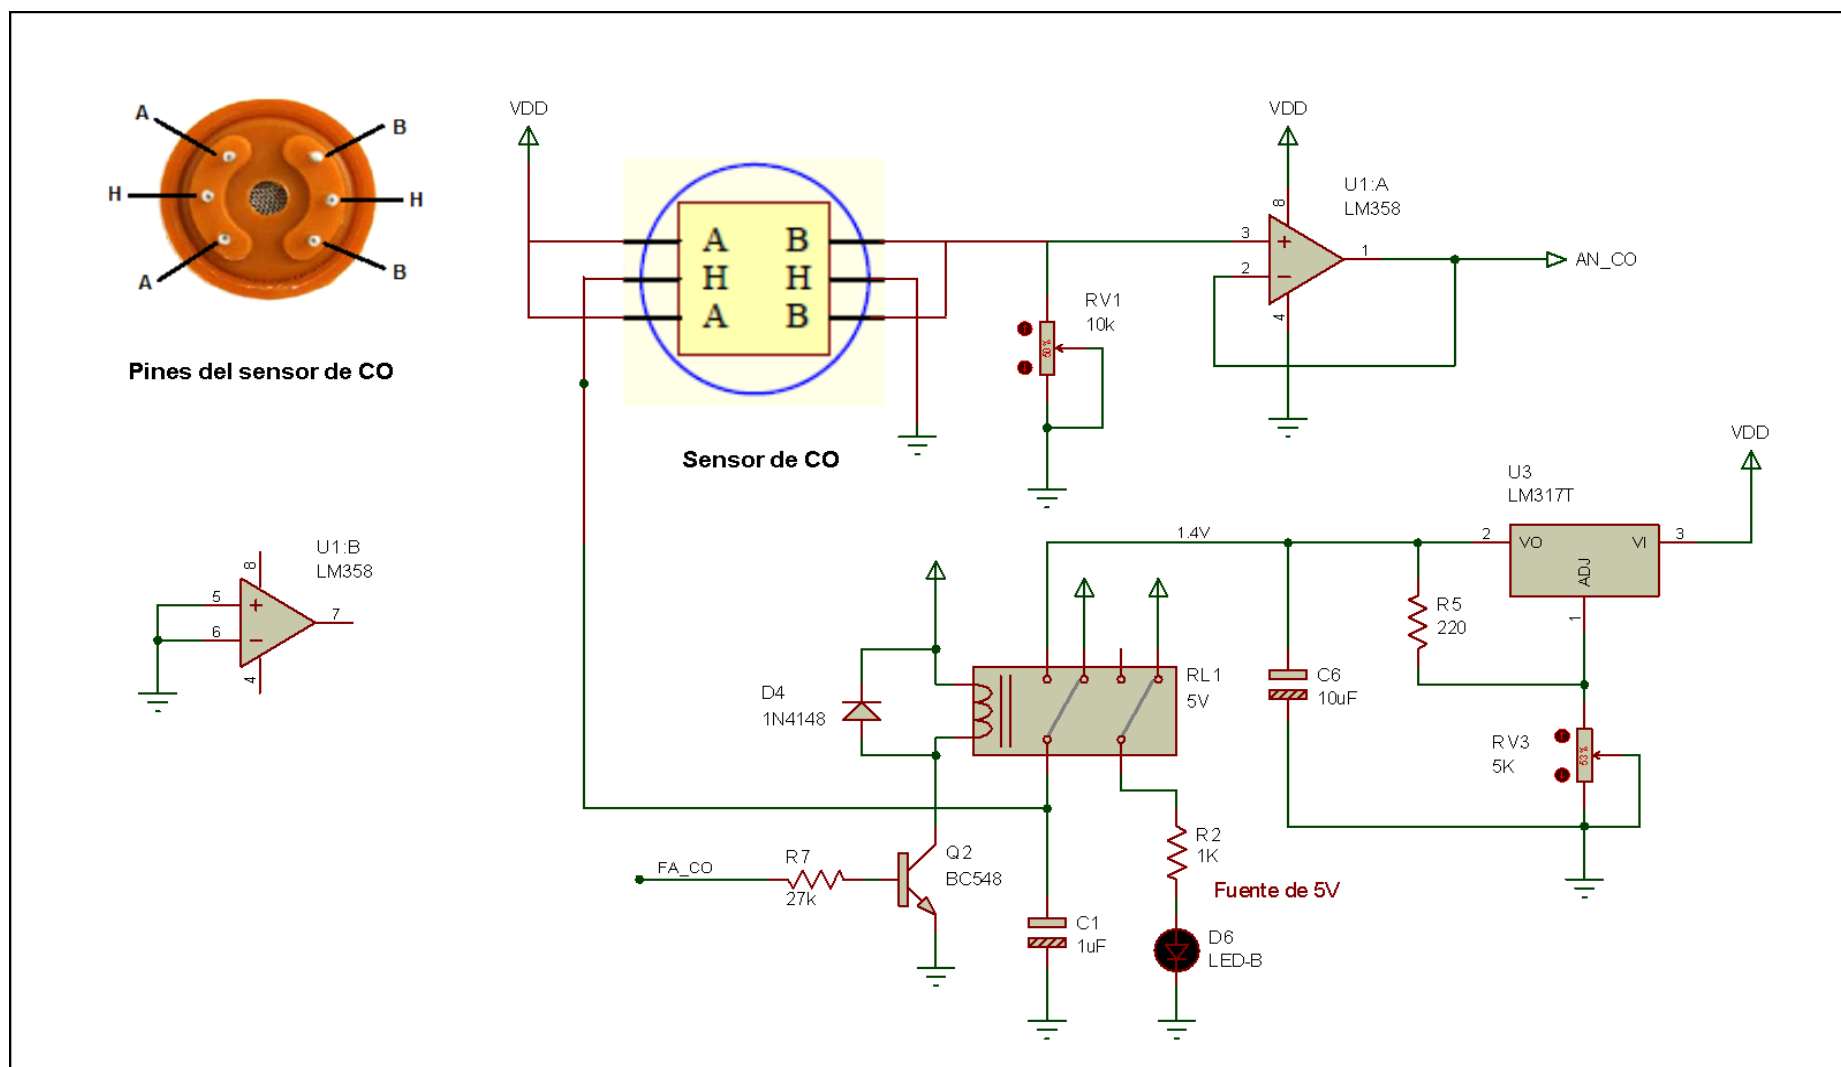 A
B
H
H
A
B
Pines del sensor de CO
VDD
A
B
H
H
A
B
Sensor de CO
RV1
10k
50%
VDD
U1:A
LM358
8
3
2
1
4
AN_CO
U1:B
LM358
8
5
6
7
4
VDD
U3
LM317T
1.4V
2
VO
VI
3
ADJ
1
R5
220
C6
10uF
RV3
5K
53%
D4
1N4148
RL1
5V
FA_CO
R7
27k
Q2
BC548
C1
1uF
R2
1K
Fuente de 5V
D6
LED-B